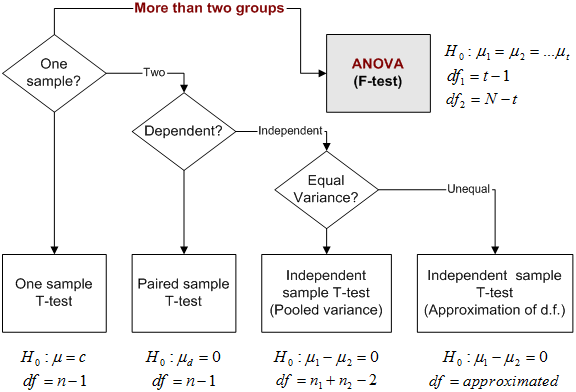 More than two groups
One
sample?
Two
ANOVA
(F-test)
H₀ : μ₁ = μ₂ = ...μₜ
df₁ = t − 1
df₂ = N − t
Dependent?
Independent
Equal
Variance?
Unequal
One sample
T-test
Paired sample
T-test
Independent
sample T-test
(Pooled variance)
Independent sample
T-test
(Approximation of d.f.)
H₀ : μ = c
df = n − 1
H₀ : μ_d = 0
df = n − 1
H₀ : μ₁ − μ₂ = 0
df = n₁ + n₂ − 2
H₀ : μ₁ − μ₂ = 0
df = approximated